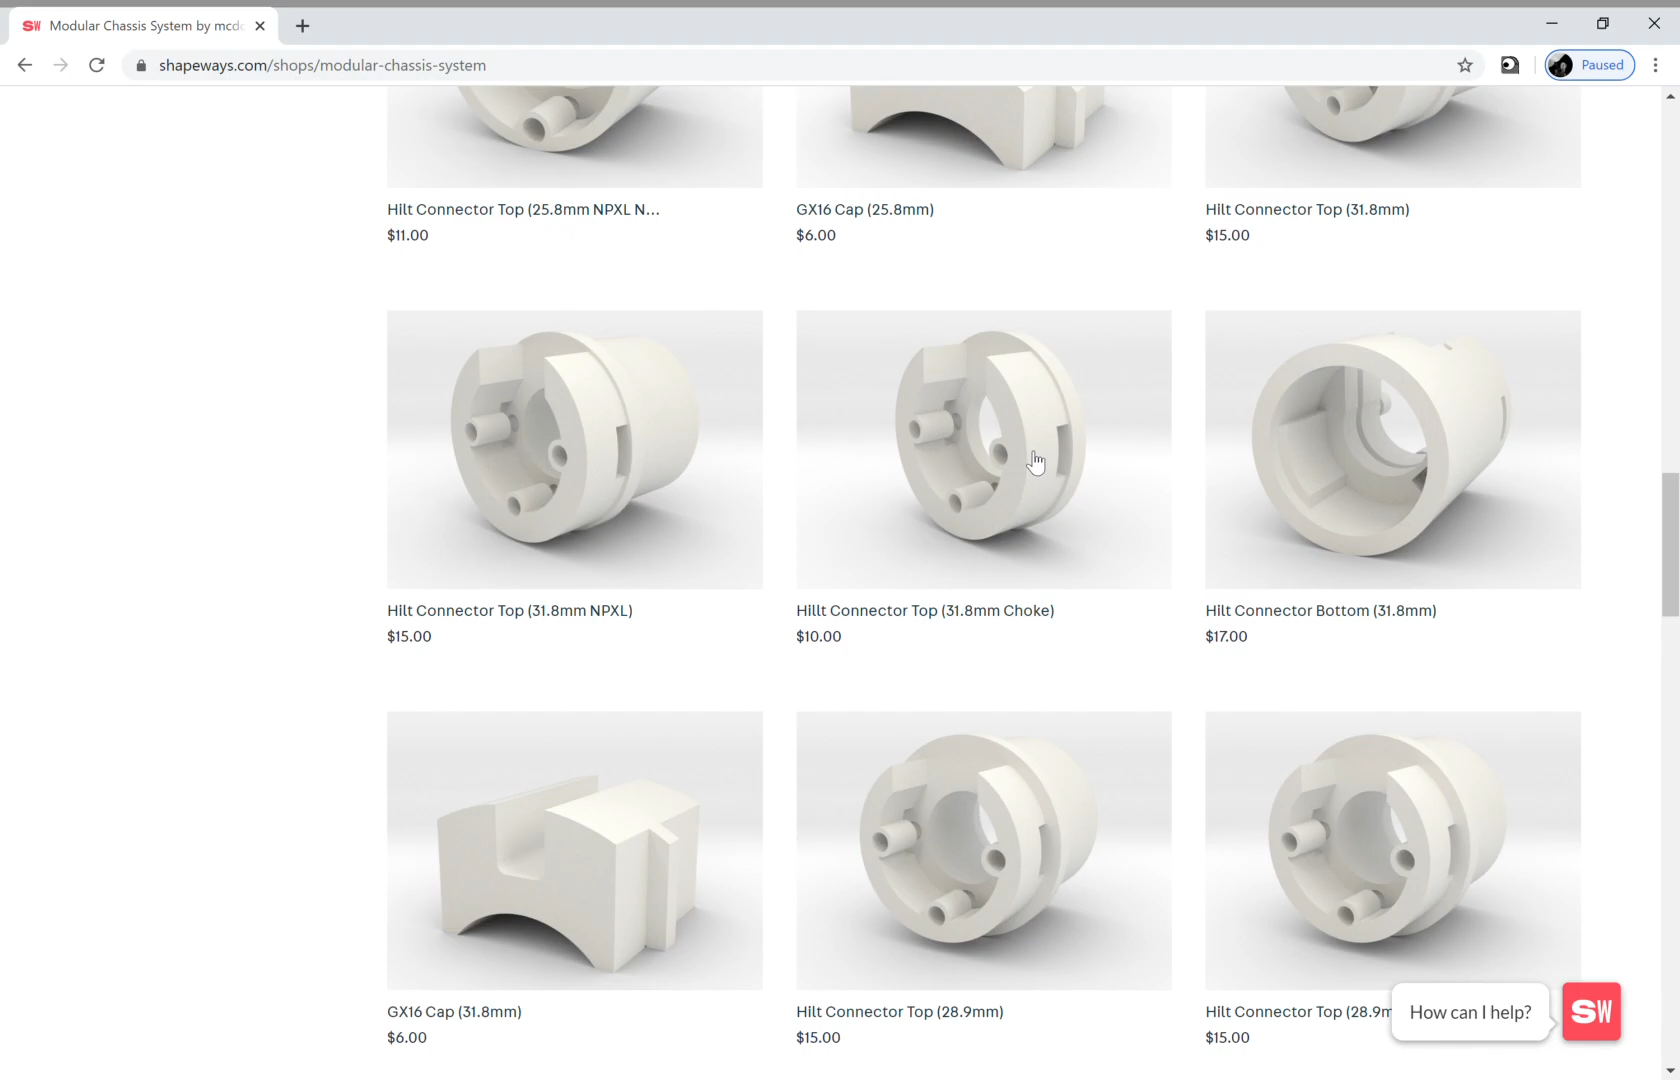 SW Modular Chassis System by mcd
shapeways.com/shops/modular-chassis-system
Paused
Hilt Connector Top (25.8mm NPXL N...
$11.00
GX16 Cap (25.8mm)
$6.00
Hilt Connector Top (31.8mm)
$15.00
Hilt Connector Top (31.8mm NPXL)
$15.00
Hillt Connector Top (31.8mm Choke)
$10.00
Hilt Connector Bottom (31.8mm)
$17.00
GX16 Cap (31.8mm)
$6.00
Hilt Connector Top (28.9mm)
$15.00
Hilt Connector Top (28.9m
$15.00
How can I help?
SW